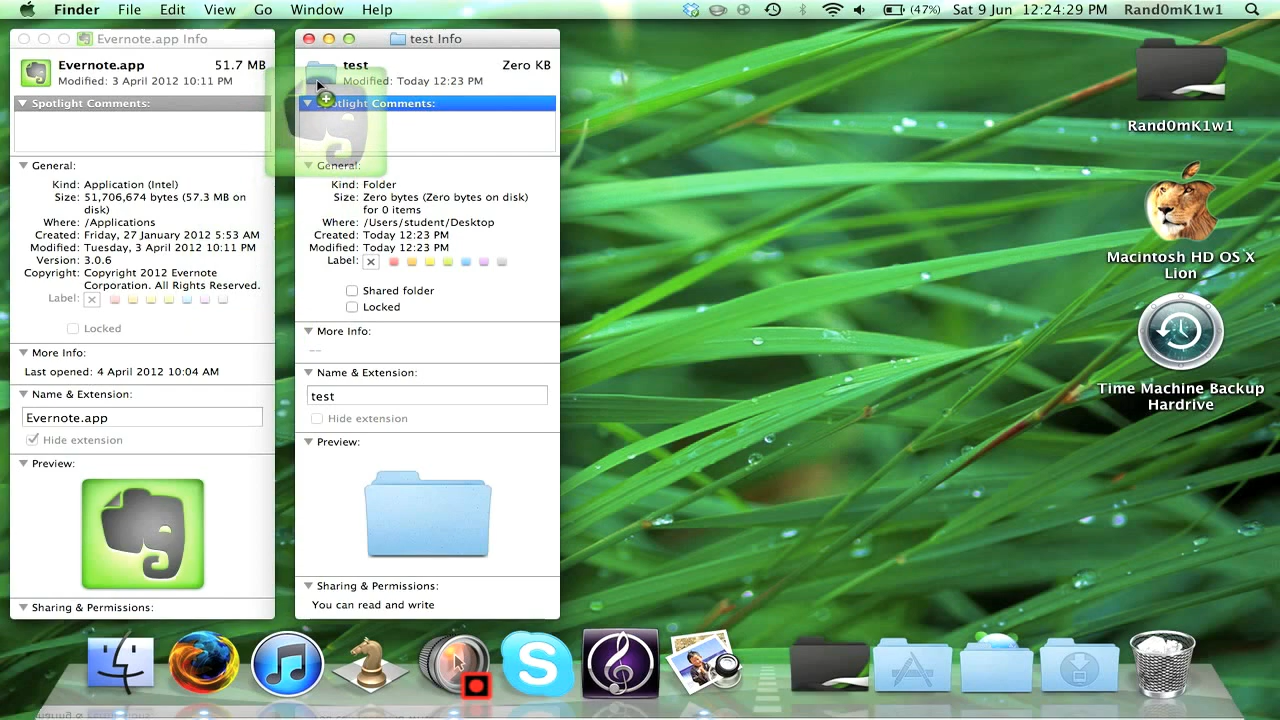 Finder File Edit View Go Window Help (47%) Sat 9 Jun 12:24:29 PM Rand0mK1w1
Evernote.app Info
Evernote.app 51.7 MB
Modified: 3 April 2012 10:11 PM
Spotlight Comments:
General:
Kind: Application (Intel)
Size: 51,706,674 bytes (57.3 MB on
disk)
Where: /Applications
Created: Friday, 27 January 2012 5:53 AM
Modified: Tuesday, 3 April 2012 10:11 PM
Version: 3.0.6
Copyright: Copyright 2012 Evernote
Corporation. All Rights Reserved.
Label:
Locked
More Info:
Last opened: 4 April 2012 10:04 AM
Name & Extension:
Evernote.app
Hide extension
Preview:
Sharing & Permissions:
test Info
test Zero KB
Modified: Today 12:23 PM
Comments:
General:
Kind: Folder
Size: Zero bytes (Zero bytes on disk)
for 0 items
Where: /Users/student/Desktop
Created: Today 12:23 PM
Modified: Today 12:23 PM
Label:
Shared folder
Locked
More Info:
--
Name & Extension:
test
Hide extension
Preview:
Sharing & Permissions:
You can read and write
Rand0mK1w1
Macintosh HD OS X
Lion
Time Machine Backup
Hardrive